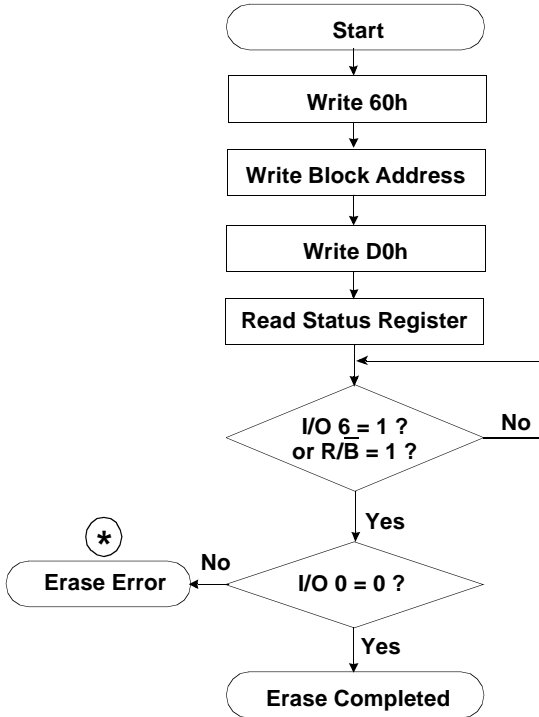 Start
Write 60h
Write Block Address
Write D0h
Read Status Register
I/O 6 = 1 ?
or R/B̅ = 1 ?
No
Yes
*
No
Erase Error
I/O 0 = 0 ?
Yes
Erase Completed